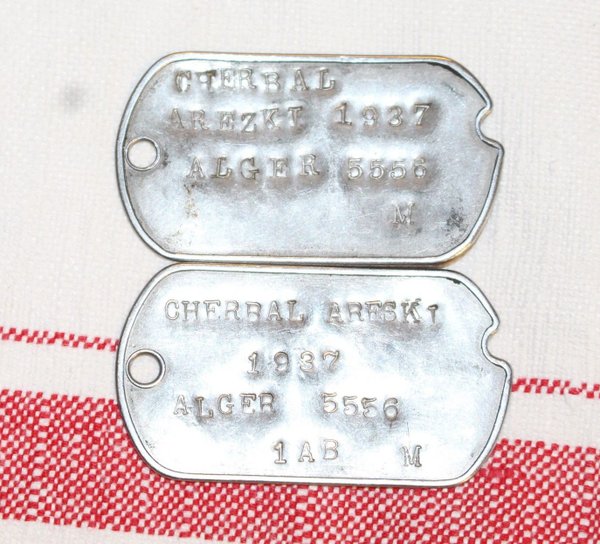 CHERBAL
AREZKI 1937
ALGER 5556
M
CHERBAL ARESKI
1937
ALGER 5556
1AB M